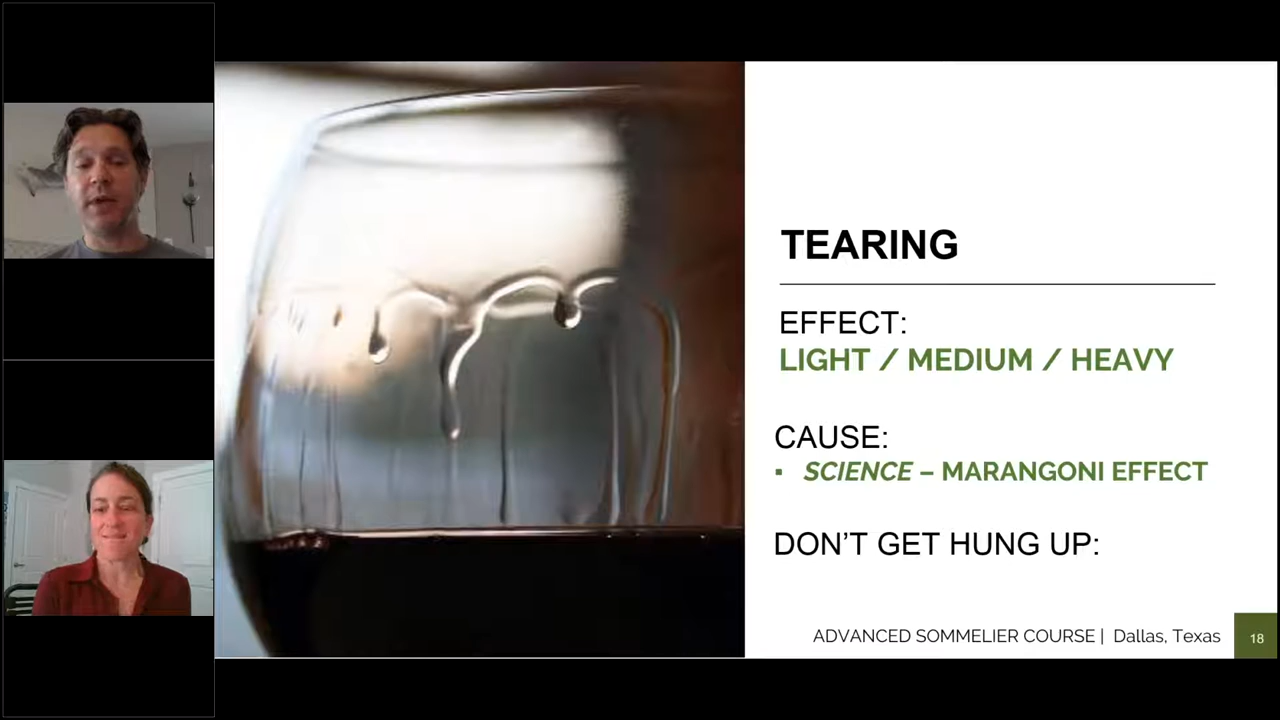 TEARING
EFFECT:
LIGHT / MEDIUM / HEAVY
CAUSE:
▪ SCIENCE – MARANGONI EFFECT
DON'T GET HUNG UP:
ADVANCED SOMMELIER COURSE | Dallas, Texas
18